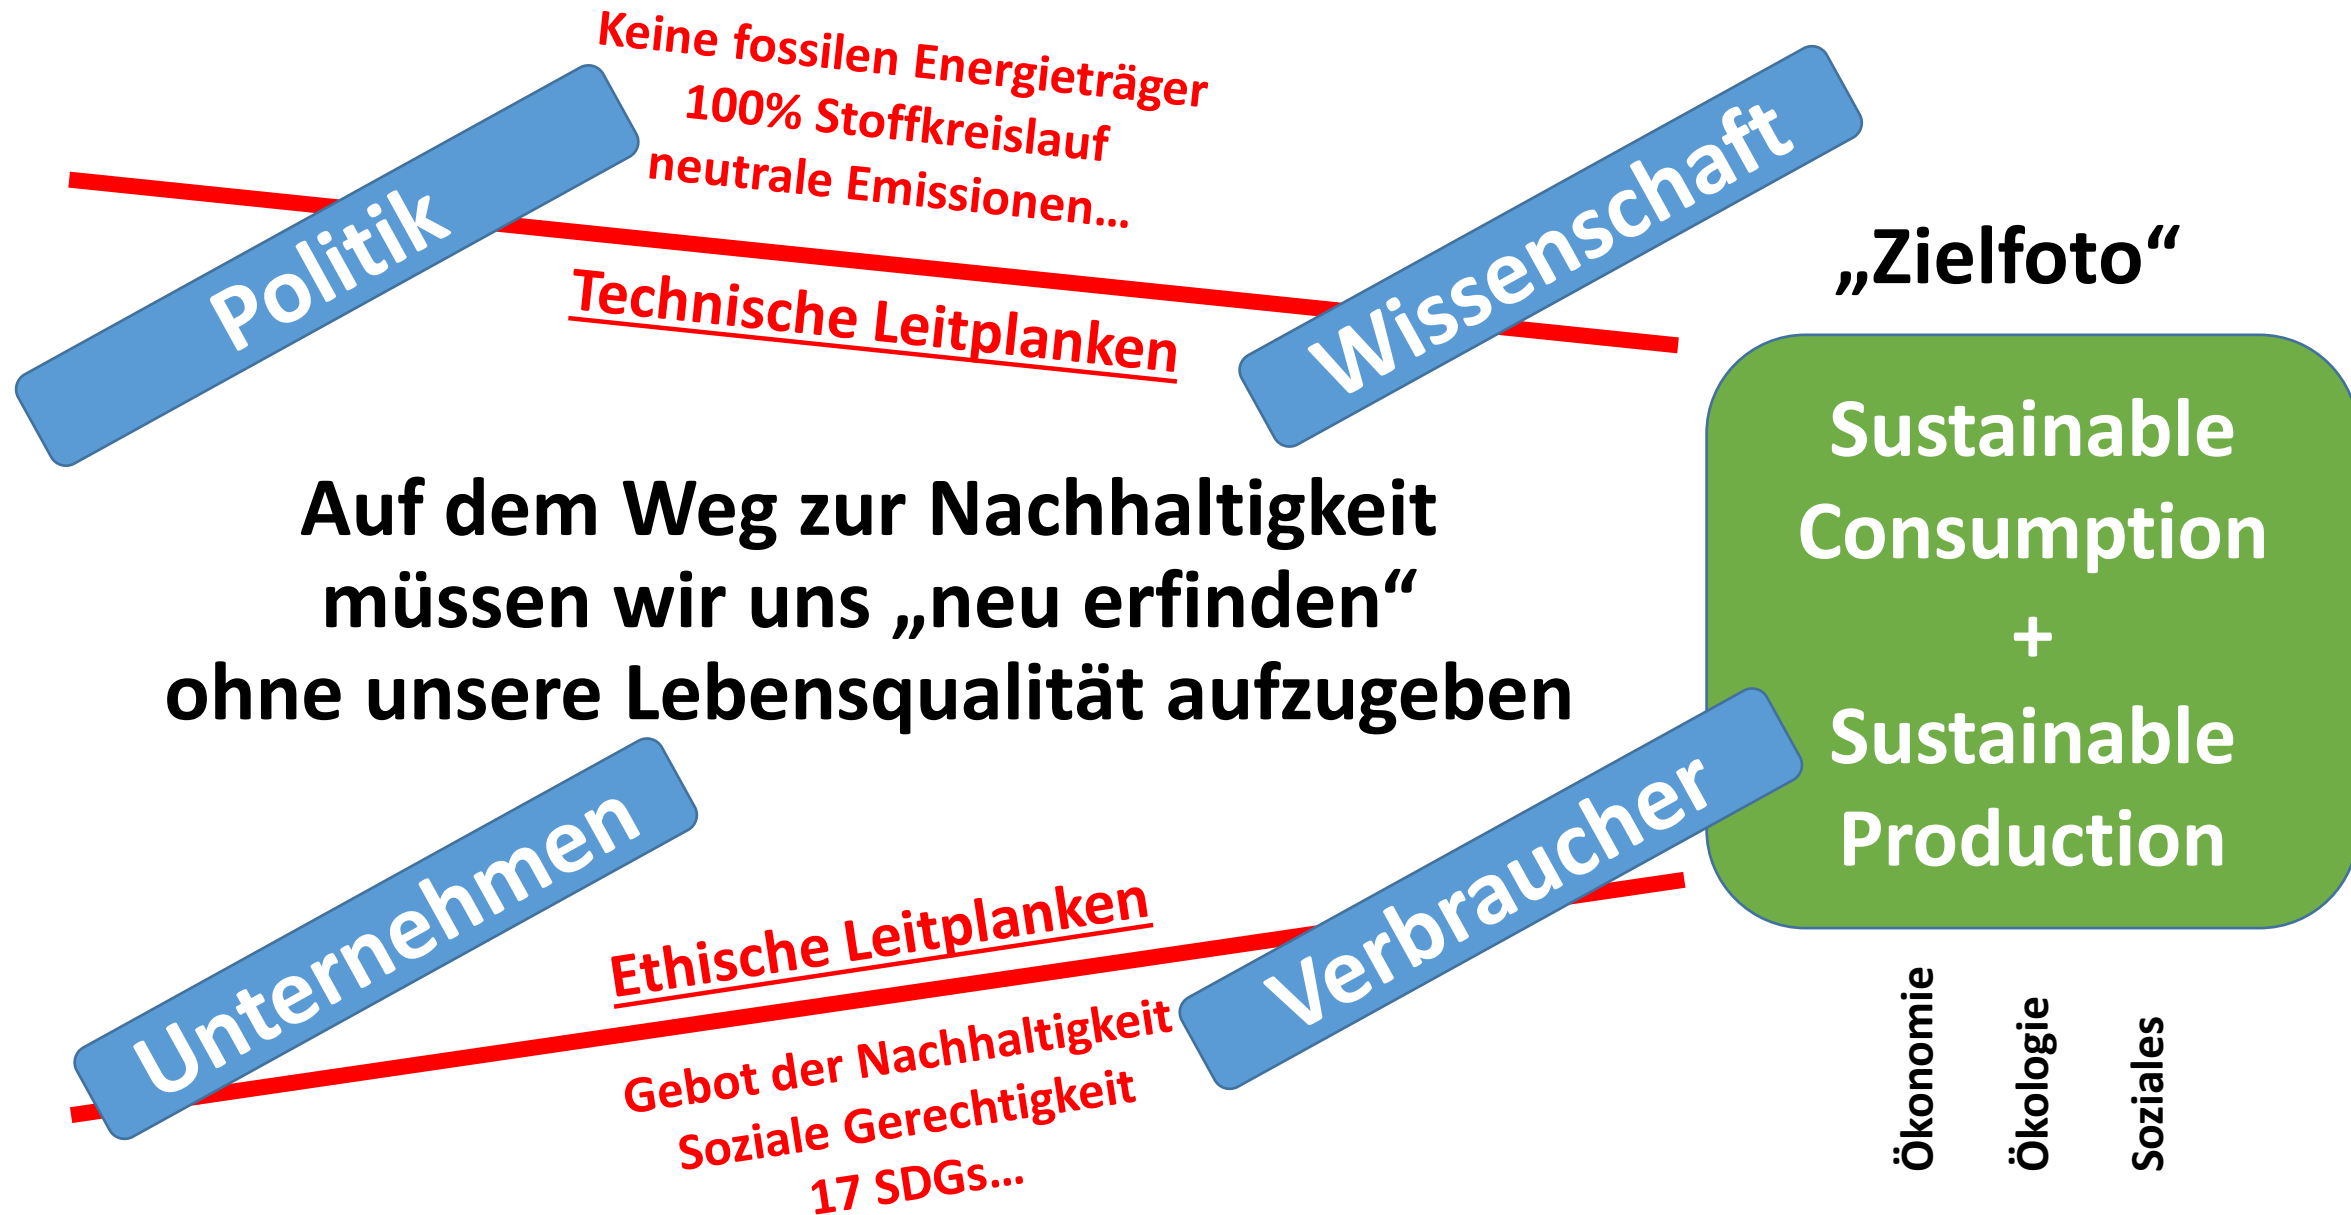 Keine fossilen Energieträger
100% Stoffkreislauf
neutrale Emissionen...
Politik
Technische Leitplanken
Wissenschaft
„Zielfoto“
Auf dem Weg zur Nachhaltigkeit
müssen wir uns „neu erfinden“
ohne unsere Lebensqualität aufzugeben
Sustainable
Consumption
+
Sustainable
Production
Unternehmen
Ethische Leitplanken
Verbraucher
Gebot der Nachhaltigkeit
Soziale Gerechtigkeit
17 SDGs...
Ökonomie
Ökologie
Soziales